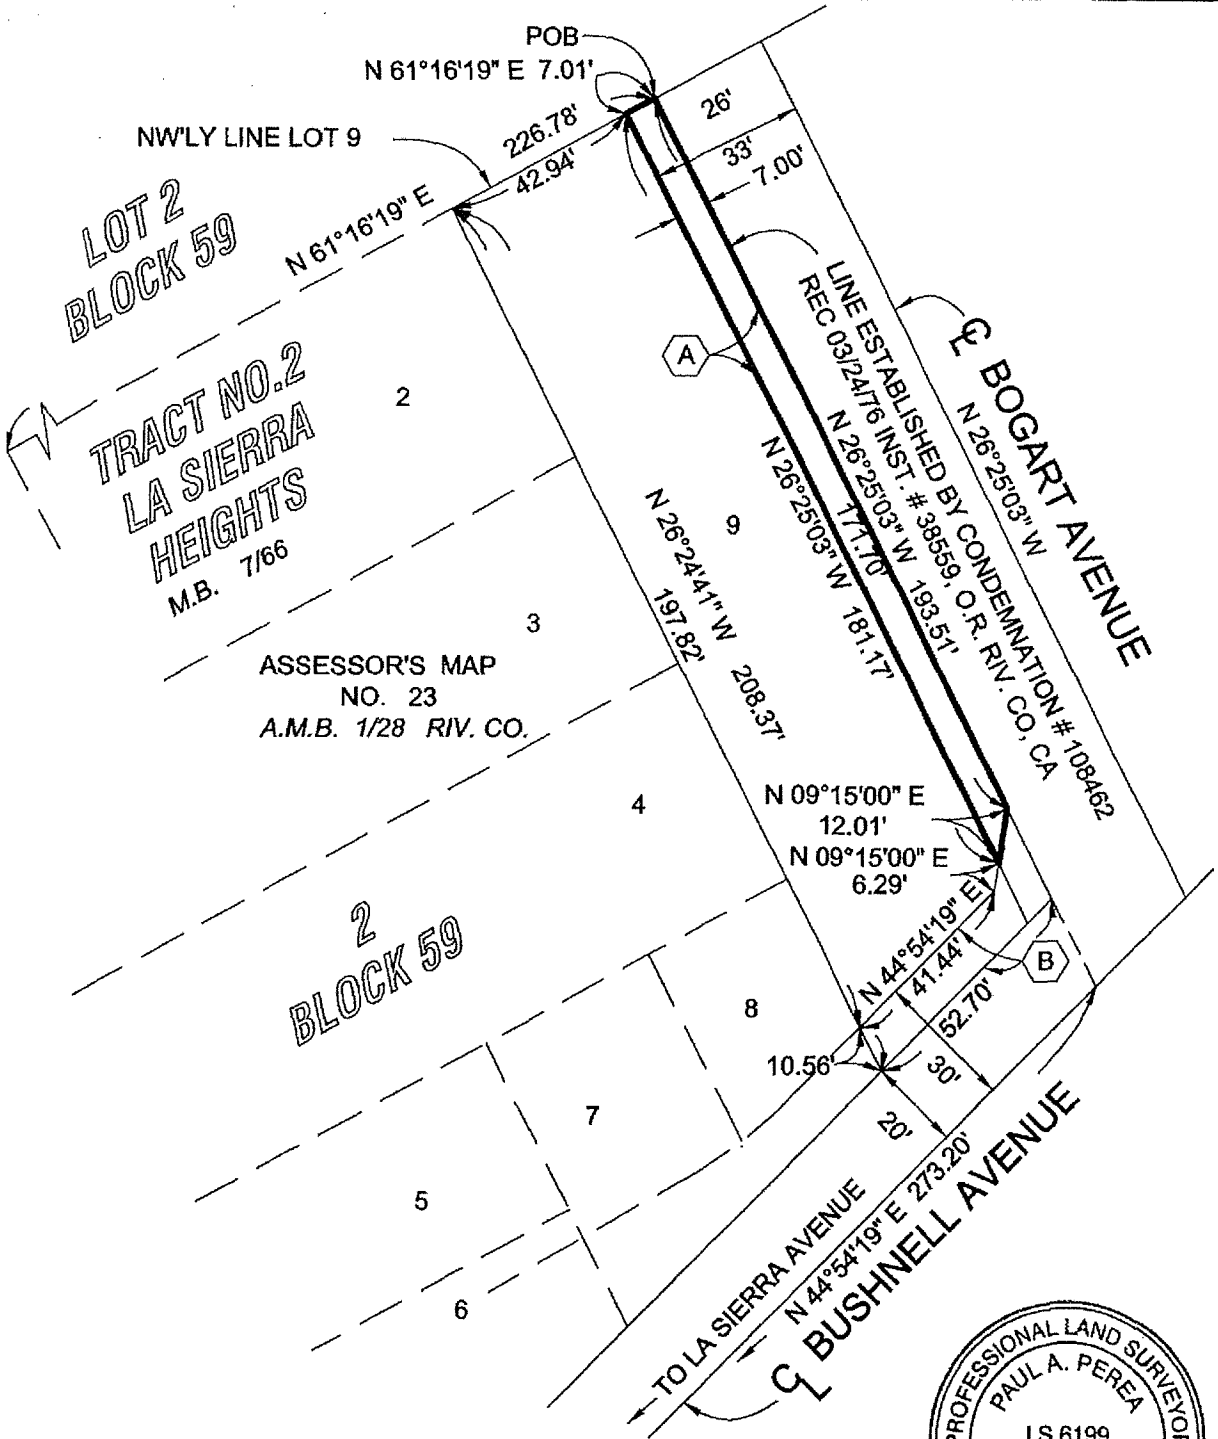 POB
N 61°16'19" E 7.01'
NW'LY LINE LOT 9
226.78'
42.94'
26'
33'
7.00'
N 61°16'19" E
LOT 2
BLOCK 59
TRACT NO.2
LA SIERRA
HEIGHTS
M.B. 7/66
A
2
9
3
4
LINE ESTABLISHED BY CONDEMNATION # 108462
REC 03/24/76 INST. # 38559, O.R. RIV. CO, CA
℄ BOGART AVENUE
N 26°25'03" W
N 26°25'03" W 193.51'
171.70'
N 26°25'03" W 181.17'
N 26°24'41" W 208.37'
197.82'
ASSESSOR'S MAP
NO. 23
A.M.B. 1/28 RIV. CO.
N 09°15'00" E
12.01'
N 09°15'00" E
6.29'
N 44°54'19" E
41.44'
B
52.70'
10.56'
30'
20'
2
BLOCK 59
8
7
5
6
TO LA SIERRA AVENUE
N 44°54'19" E 273.20'
℄ BUSHNELL AVENUE
PROFESSIONAL LAND SURVEYOR
PAUL A. PEREA
LS 6199